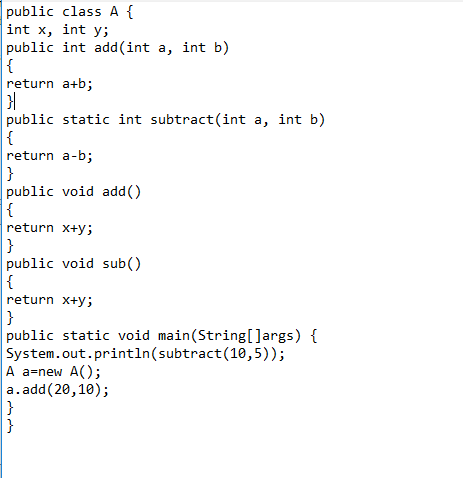 public class A {
int x, int y;
public int add(int a, int b)
{
return a+b;
}
public static int subtract(int a, int b)
{
return a-b;
}
public void add()
{
return x+y;
}
public void sub()
{
return x+y;
}
public static void main(String[]args) {
System.out.println(subtract(10,5));
A a=new A();
a.add(20,10);
}
}